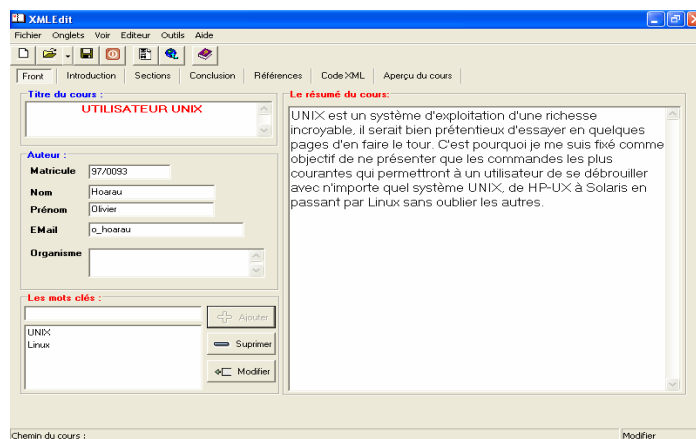 XMLEdit
Fichier Onglets Voir Editeur Outils Aide
Front Introduction Sections Conclusion Références Code XML Aperçu du cours
Titre du cours :
UTILISATEUR UNIX
Auteur :
Matricule 97/0093
Nom Hoarau
Prénom Olivier
EMail o_hoarau
Organisme
Les mots clés :
Ajouter
UNIX
Linux
Suprimer
Modifier
Le résumé du cours:
UNIX est un système d'exploitation d'une richesse
incroyable, il serait bien prétentieux d'essayer en quelques
pages d'en faire le tour. C'est pourquoi je me suis fixé comme
objectif de ne présenter que les commandes les plus
courantes qui permettront à un utilisateur de se débrouiller
avec n'importe quel système UNIX, de HP-UX à Solaris en
passant par Linux sans oublier les autres.
Chemin du cours :
Modifier